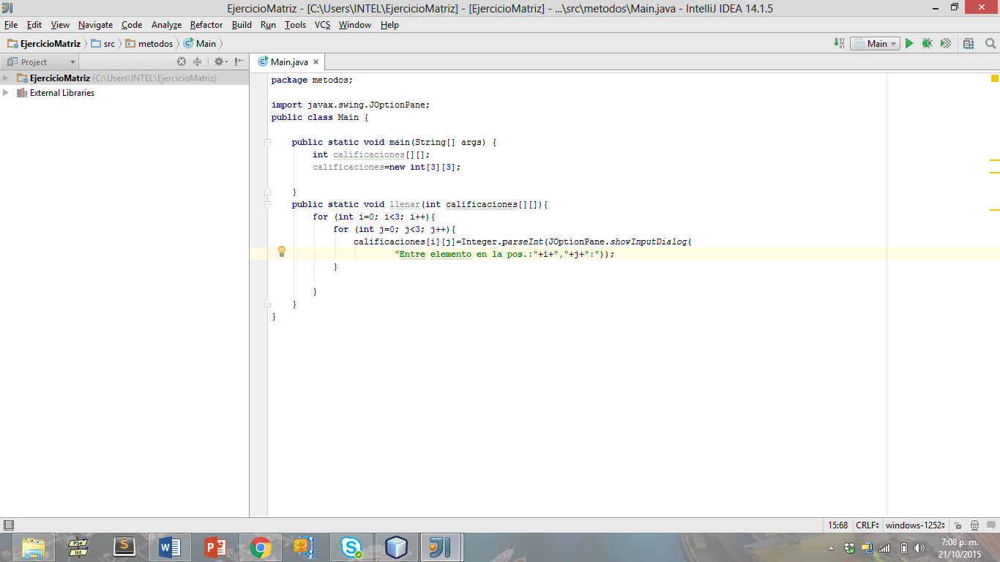 EjercicioMatriz - [C:\Users\INTEL\EjercicioMatriz] - [EjercicioMatriz] - ...\src\metodos\Main.java - IntelliJ IDEA 14.1.5
File Edit View Navigate Code Analyze Refactor Build Run Tools VCS Window Help
EjercicioMatriz src metodos Main Main
Project Main.java
EjercicioMatriz (C:\Users\INTEL\EjercicioMatriz)
External Libraries
package metodos;
import javax.swing.JOptionPane;
public class Main {
public static void main(String[] args) {
int calificaciones[][];
calificaciones=new int[3][3];
}
public static void llenar(int calificaciones[][]){
for (int i=0; i<3; i++){
for (int j=0; j<3; j++){
calificaciones[i][j]=Integer.parseInt(JOptionPane.showInputDialog(
"Entre elemento en la pos.:"+i+","+j+":"));
}
}
}
}
15:68 CRLF windows-1252
PSe
Int
7:08 p. m.
21/10/2015